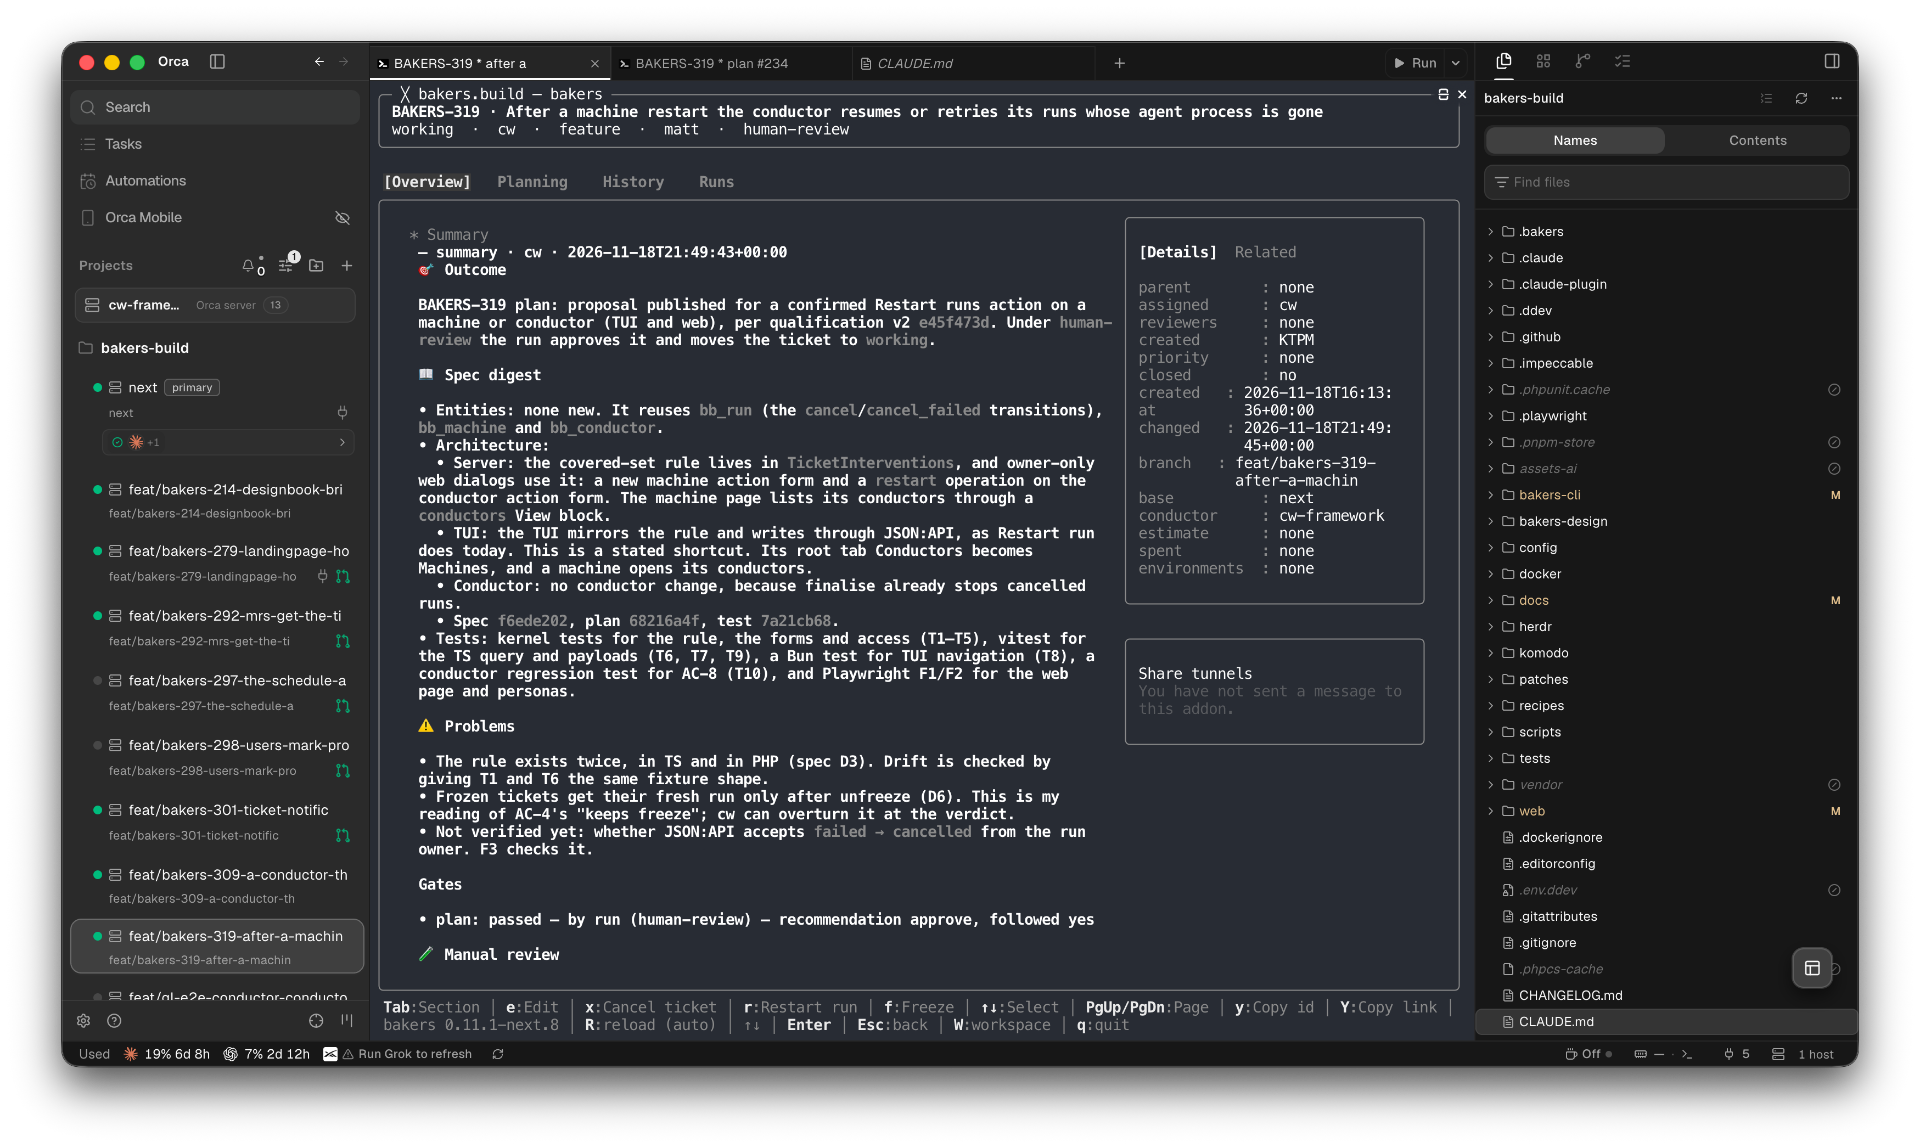 Orca
Search
Tasks
Automations
Orca Mobile
Projects
0
1
cw-frame... Orca server 13
bakers-build
next primary
next
+1
feat/bakers-214-designbook-bri
feat/bakers-214-designbook-bri
feat/bakers-279-landingpage-ho
feat/bakers-279-landingpage-ho
feat/bakers-292-mrs-get-the-ti
feat/bakers-292-mrs-get-the-ti
feat/bakers-297-the-schedule-a
feat/bakers-297-the-schedule-a
feat/bakers-298-users-mark-pro
feat/bakers-298-users-mark-pro
feat/bakers-301-ticket-notific
feat/bakers-301-ticket-notific
feat/bakers-309-a-conductor-th
feat/bakers-309-a-conductor-th
feat/bakers-319-after-a-machin
feat/bakers-319-after-a-machin
feat/gl-e2e-conductor-conducto
BAKERS-319 * after a
BAKERS-319 * plan #234
CLAUDE.md
Run
bakers.build — bakers
BAKERS-319 · After a machine restart the conductor resumes or retries its runs whose agent process is gone
working · cw · feature · matt · human-review
[Overview] Planning History Runs
* Summary
— summary · cw · 2026-11-18T21:49:43+00:00
🎯 Outcome
BAKERS-319 plan: proposal published for a confirmed Restart runs action on a
machine or conductor (TUI and web), per qualification v2 e45f473d. Under human-
review the run approves it and moves the ticket to working.
📖 Spec digest
• Entities: none new. It reuses bb_run (the cancel/cancel_failed transitions),
bb_machine and bb_conductor.
• Architecture:
• Server: the covered-set rule lives in TicketInterventions, and owner-only
web dialogs use it: a new machine action form and a restart operation on the
conductor action form. The machine page lists its conductors through a
conductors View block.
• TUI: the TUI mirrors the rule and writes through JSON:API, as Restart run
does today. This is a stated shortcut. Its root tab Conductors becomes
Machines, and a machine opens its conductors.
• Conductor: no conductor change, because finalise already stops cancelled
runs.
• Spec f6ede202, plan 68216a4f, test 7a21cb68.
• Tests: kernel tests for the rule, the forms and access (T1–T5), vitest for
the TS query and payloads (T6, T7, T9), a Bun test for TUI navigation (T8), a
conductor regression test for AC-8 (T10), and Playwright F1/F2 for the web
page and personas.
⚠️ Problems
• The rule exists twice, in TS and in PHP (spec D3). Drift is checked by
giving T1 and T6 the same fixture shape.
• Frozen tickets get their fresh run only after unfreeze (D6). This is my
reading of AC-4's "keeps freeze"; cw can overturn it at the verdict.
• Not verified yet: whether JSON:API accepts failed → cancelled from the run
owner. F3 checks it.
Gates
• plan: passed — by run (human-review) — recommendation approve, followed yes
🧪 Manual review
[Details] Related
parent : none
assigned : cw
reviewers : none
created : KTPM
priority : none
closed : no
created : 2026-11-18T16:13:
at 36+00:00
changed : 2026-11-18T21:49:
45+00:00
branch : feat/bakers-319-
after-a-machin
base : next
conductor : cw-framework
estimate : none
spent : none
environments : none
Share tunnels
You have not sent a message to
this addon.
Tab:Section | e:Edit | x:Cancel ticket | r:Restart run | f:Freeze | ↑↓:Select | PgUp/PgDn:Page | y:Copy id | Y:Copy link |
bakers 0.11.1-next.8 | R:reload (auto) | ↑↓ | Enter | Esc:back | W:workspace | q:quit
bakers-build
Names Contents
Find files
.bakers
.claude
.claude-plugin
.ddev
.github
.impeccable
.phpunit.cache
.playwright
.pnpm-store
assets-ai
bakers-cli M
bakers-design
config
docker
docs M
herdr
komodo
patches
recipes
scripts
tests
vendor
web M
.dockerignore
.editorconfig
.env.ddev
.gitattributes
.gitignore
.phpcs-cache
CHANGELOG.md
CLAUDE.md
Used 19% 6d 8h 7% 2d 12h Run Grok to refresh
Off — · 5 1 host